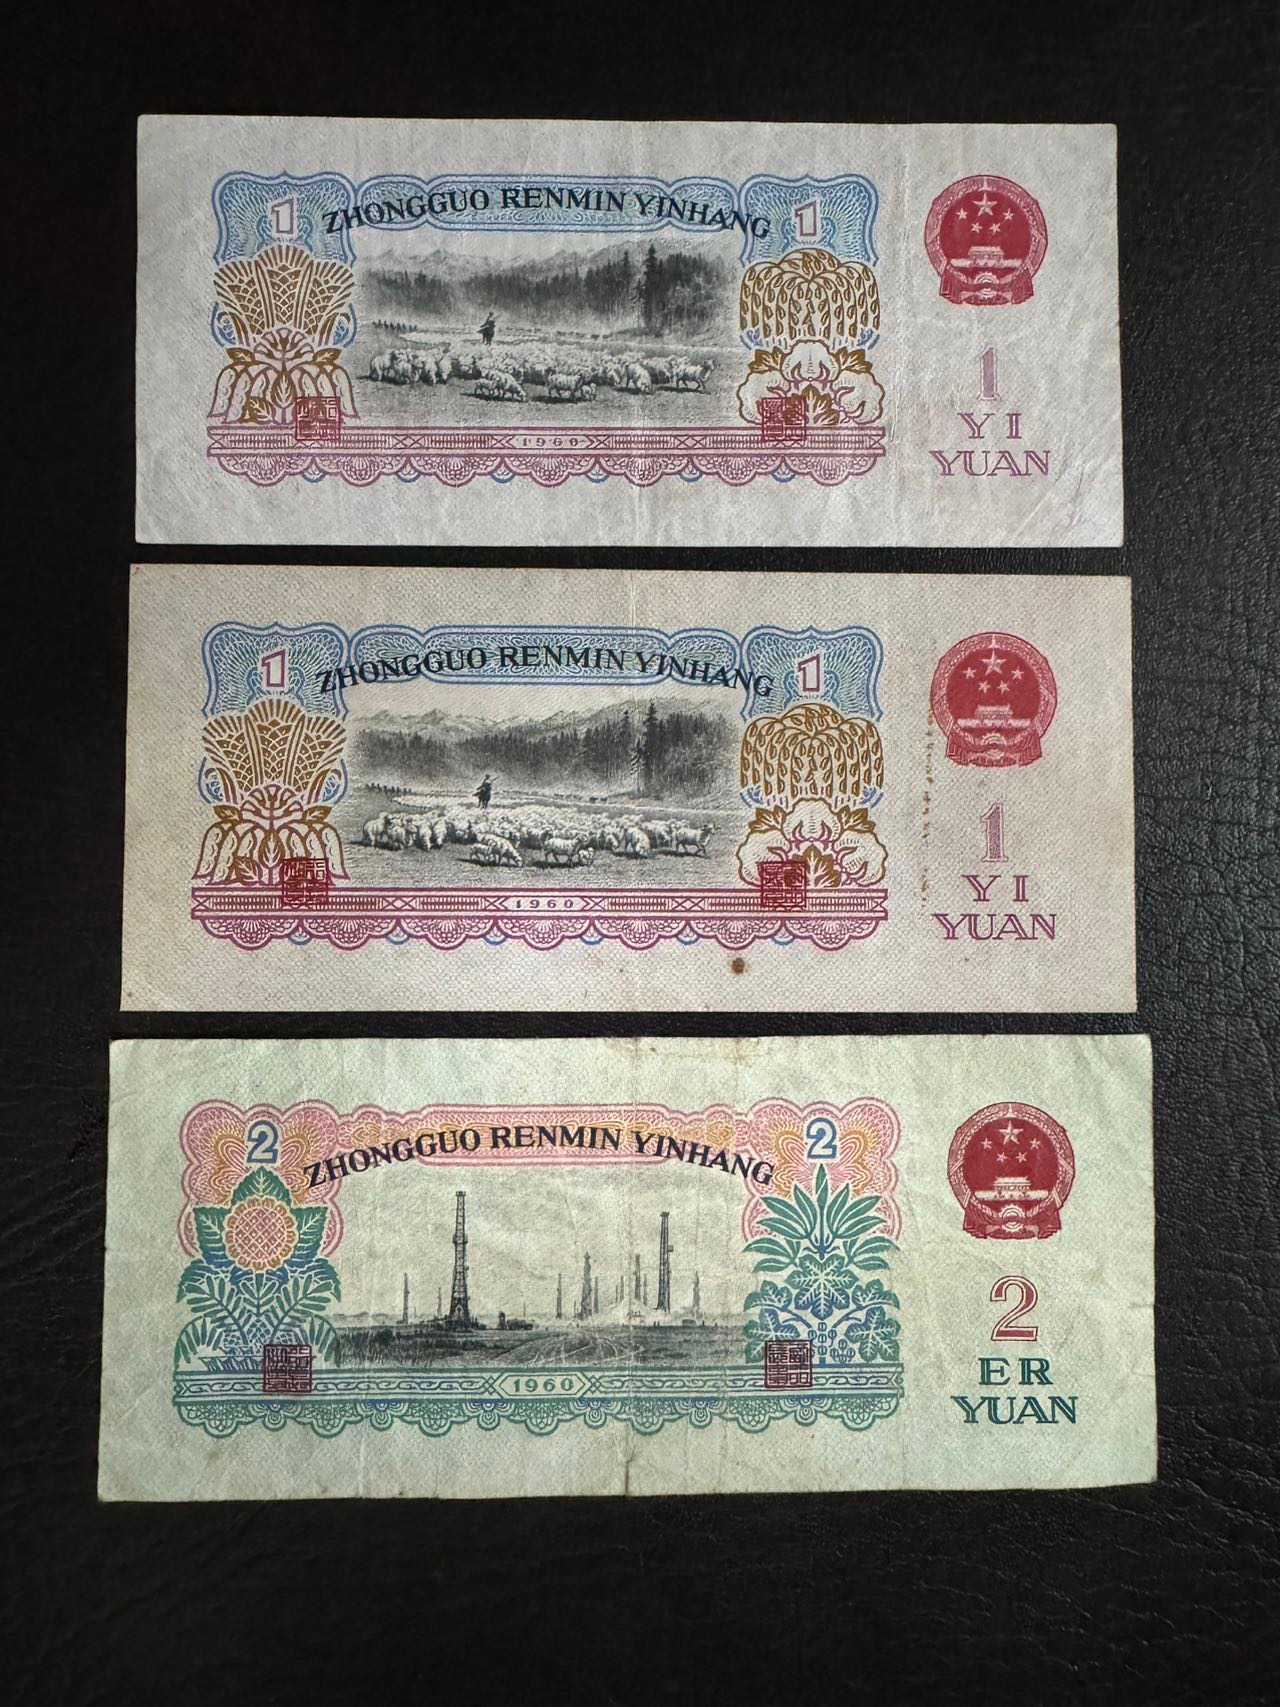 1 ZHONGGUO RENMIN YINHANG 1
1960
1
YI
YUAN
1 ZHONGGUO RENMIN YINHANG 1
1960
1
YI
YUAN
2 ZHONGGUO RENMIN YINHANG 2
1960
2
ER
YUAN